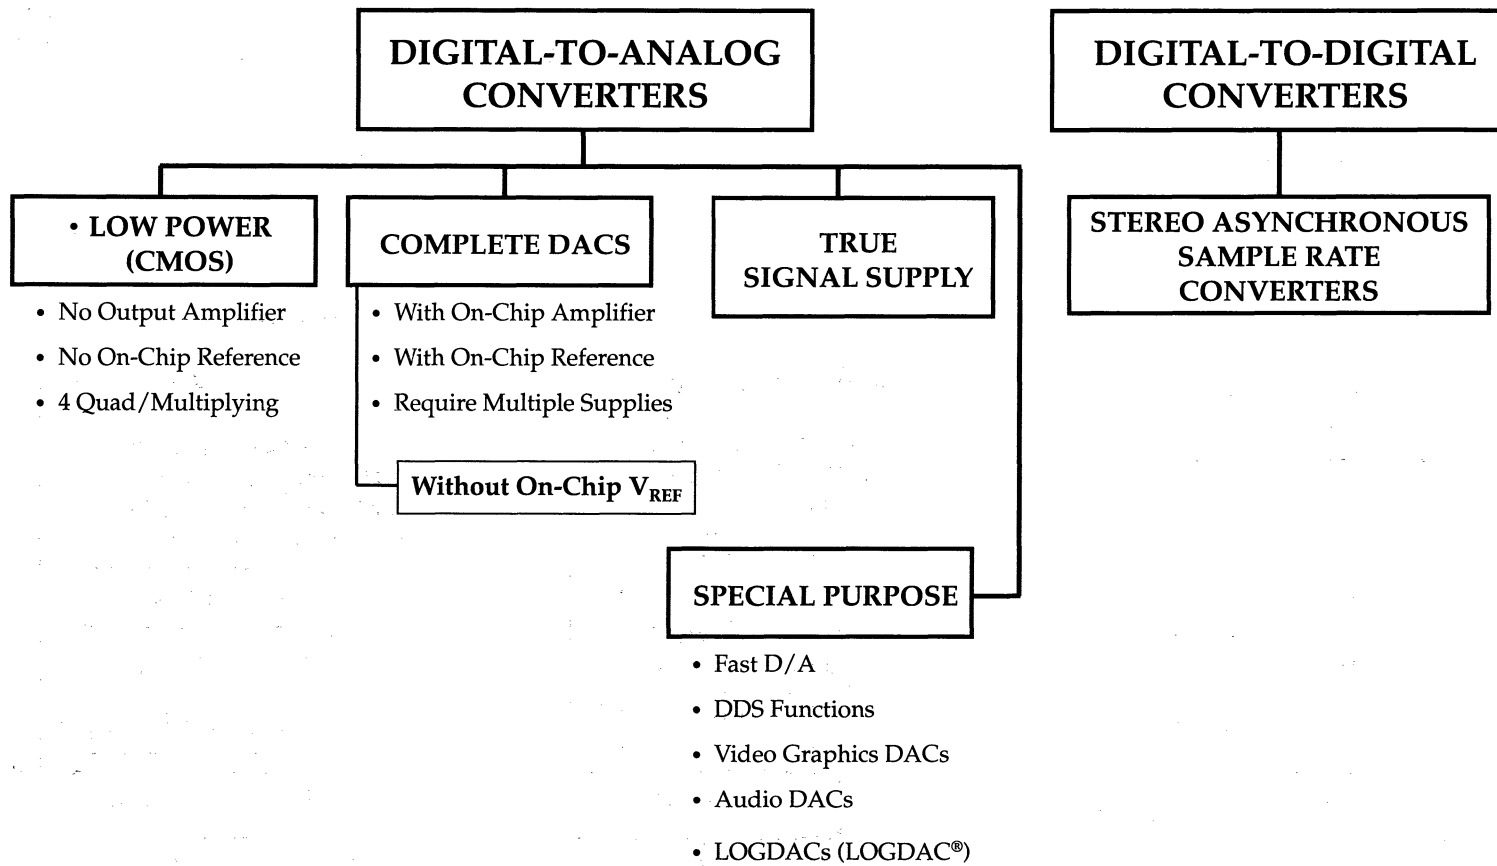 DIGITAL-TO-ANALOG
CONVERTERS
DIGITAL-TO-DIGITAL
CONVERTERS
• LOW POWER
(CMOS)
• No Output Amplifier
• No On-Chip Reference
• 4 Quad/Multiplying
COMPLETE DACS
• With On-Chip Amplifier
• With On-Chip Reference
• Require Multiple Supplies
Without On-Chip VREF
TRUE
SIGNAL SUPPLY
STEREO ASYNCHRONOUS
SAMPLE RATE
CONVERTERS
SPECIAL PURPOSE
• Fast D/A
• DDS Functions
• Video Graphics DACs
• Audio DACs
• LOGDACs (LOGDAC®)